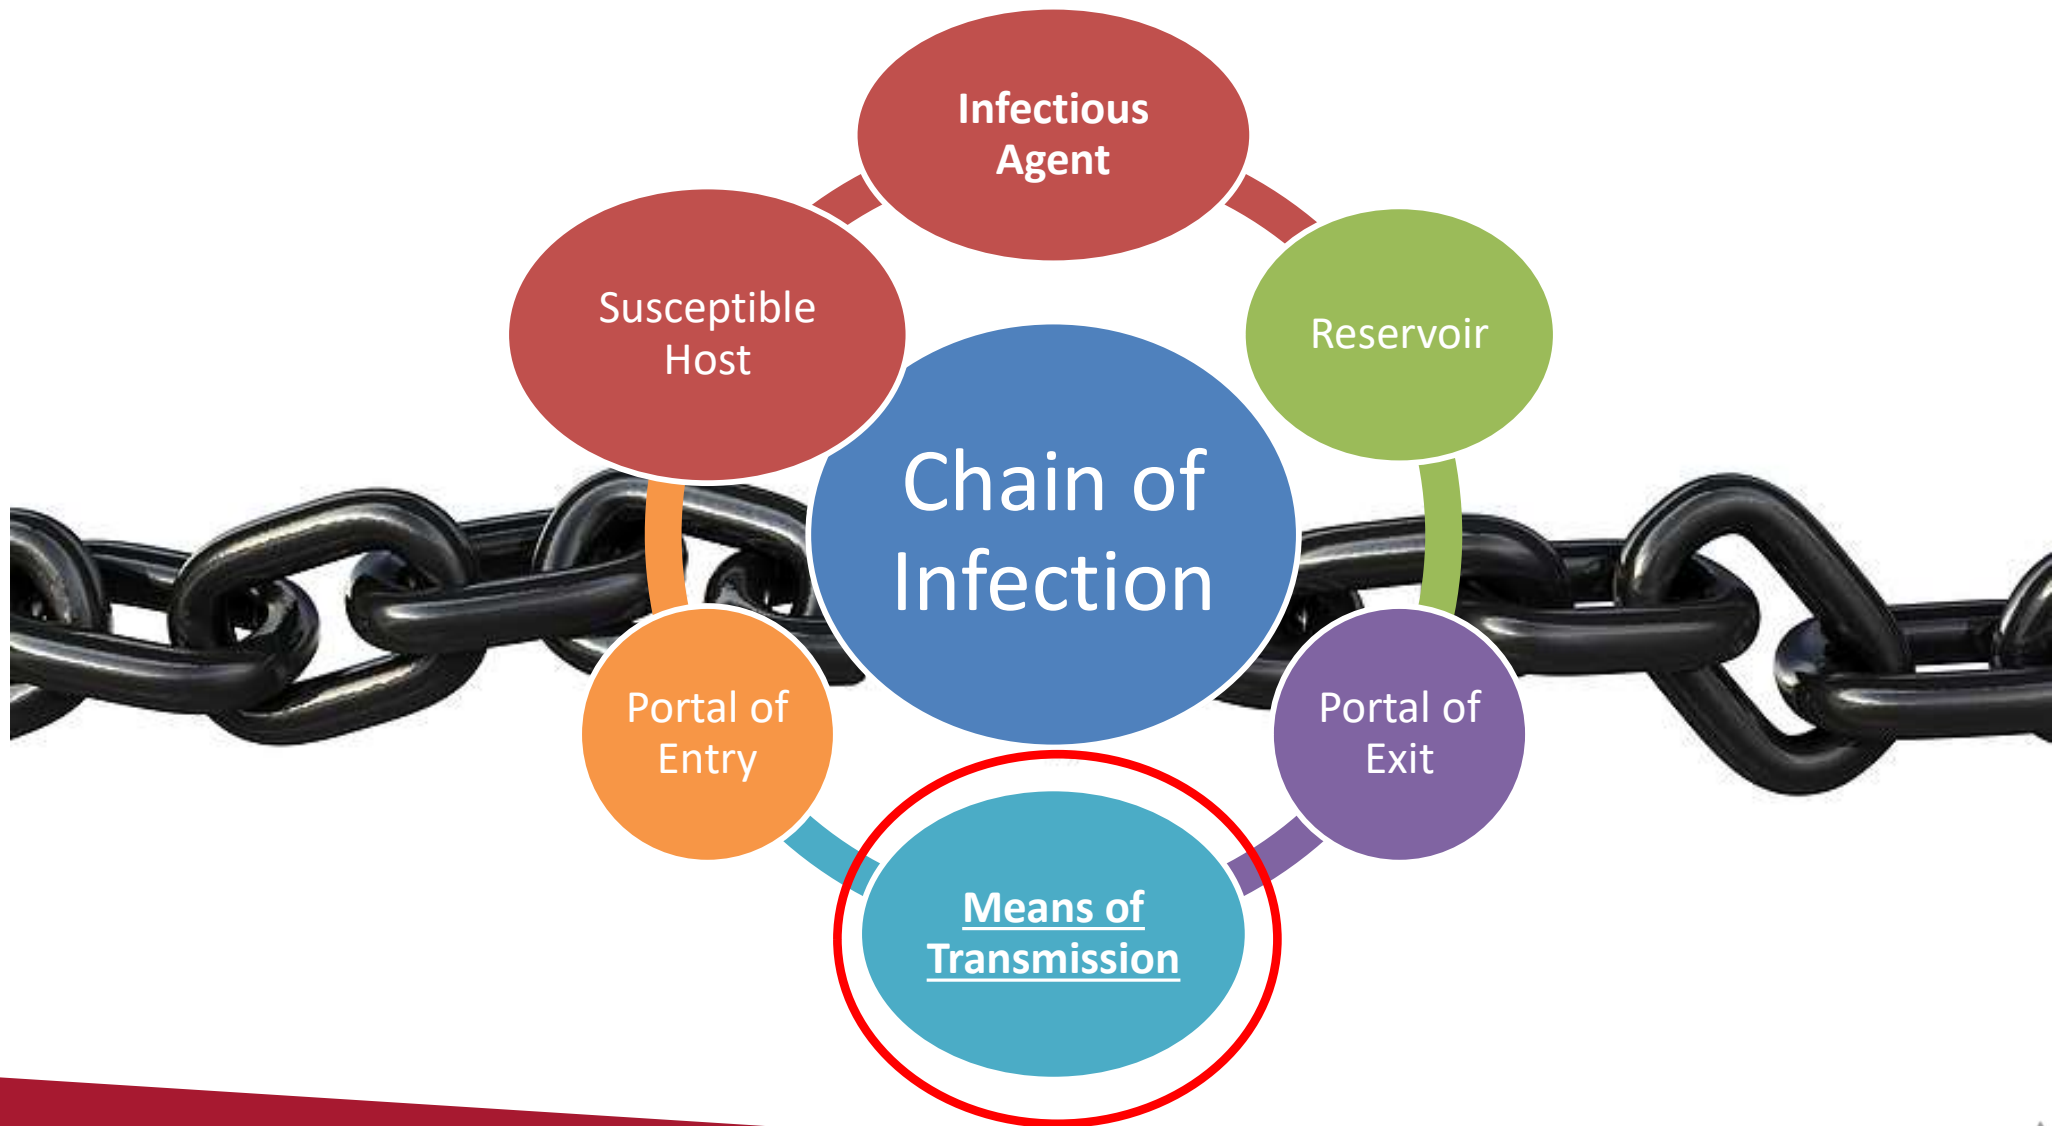 Infectious
Agent
Susceptible
Host
Reservoir
Chain of
Infection
Portal of
Entry
Portal of
Exit
Means of
Transmission